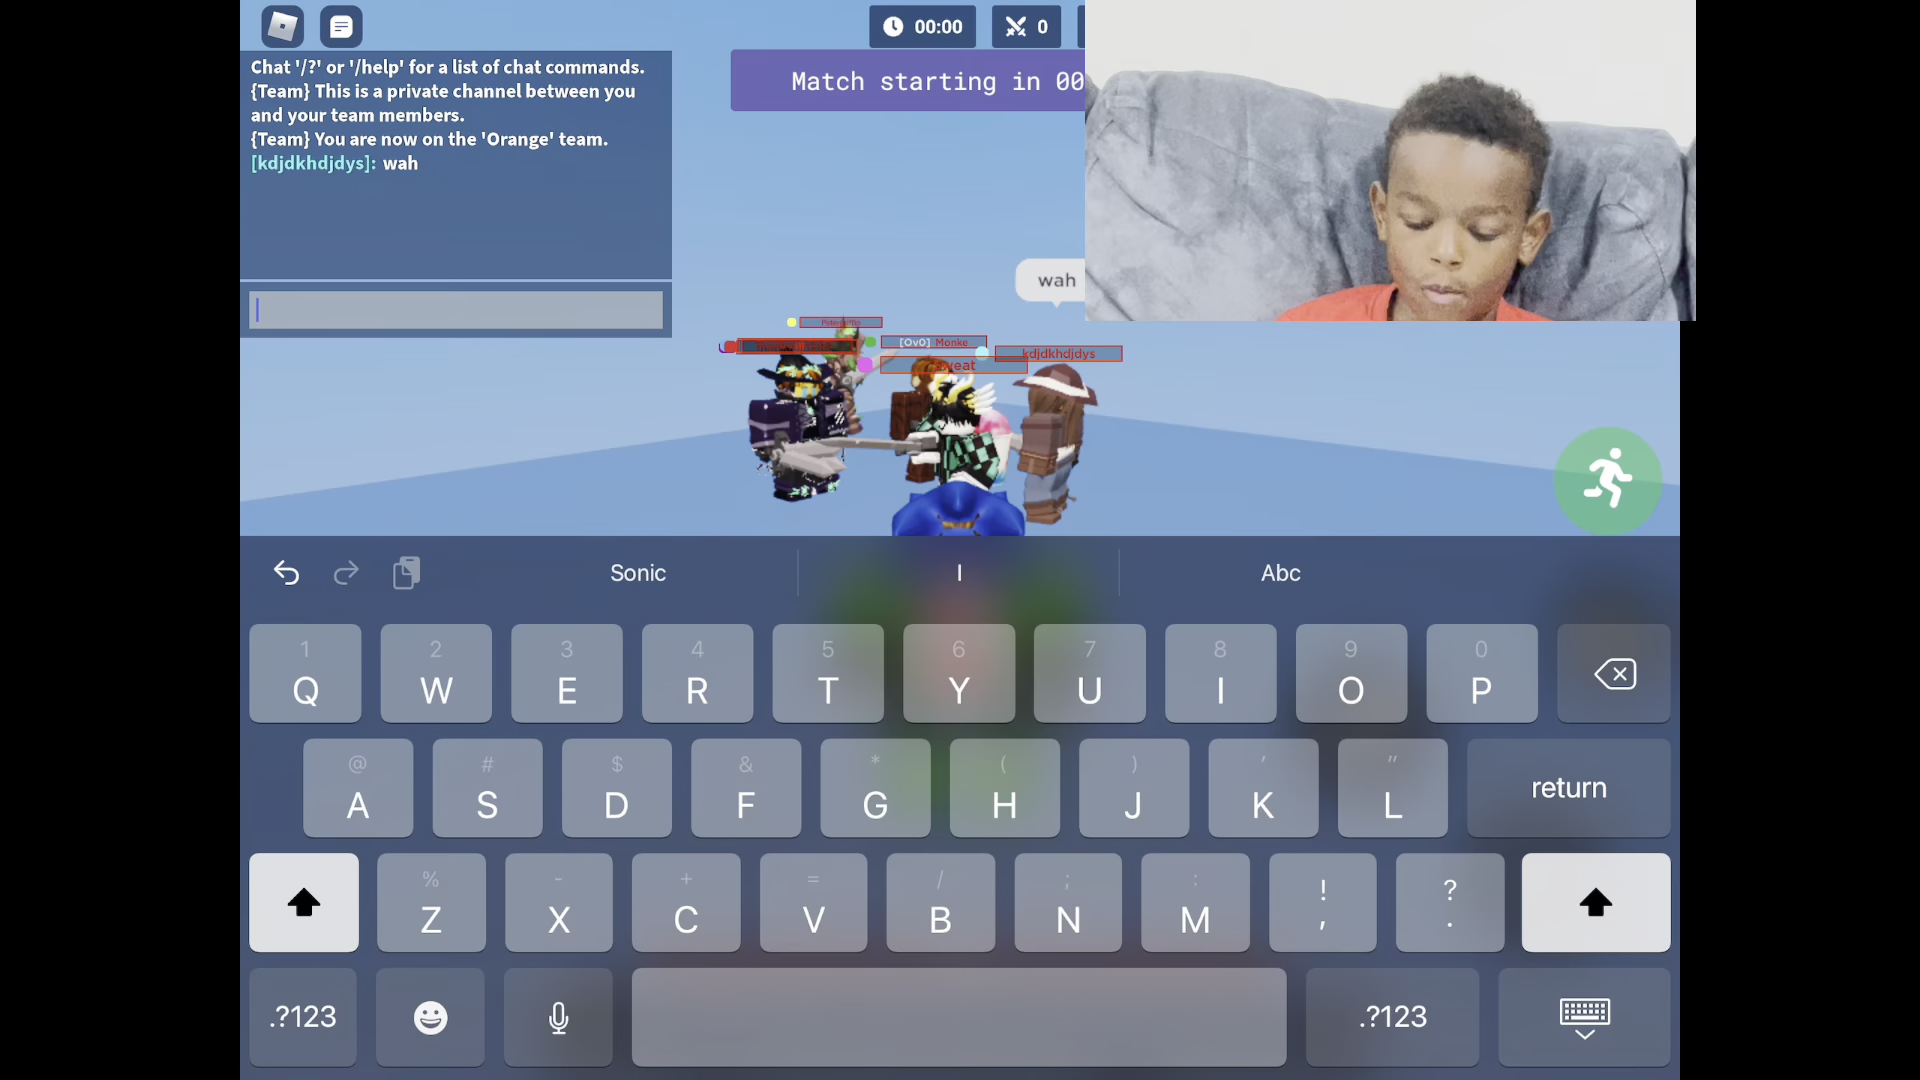 00:00
0
Chat '/?' or '/help' for a list of chat commands.
{Team} This is a private channel between you
and your team members.
{Team} You are now on the 'Orange' team.
[kdjdkhdjdys]: wah
Match starting in 00
wah
[Ov0] Monke
kdjdkhdjdys
Sonic
I
Abc
1 2 3 4 5 6 7 8 9 0
Q W E R T Y U I O P
@ # $ & * ( ) ' "
A S D F G H J K L return
% - + = / ; : ! ?
Z X C V B N M , .
.?123 .?123